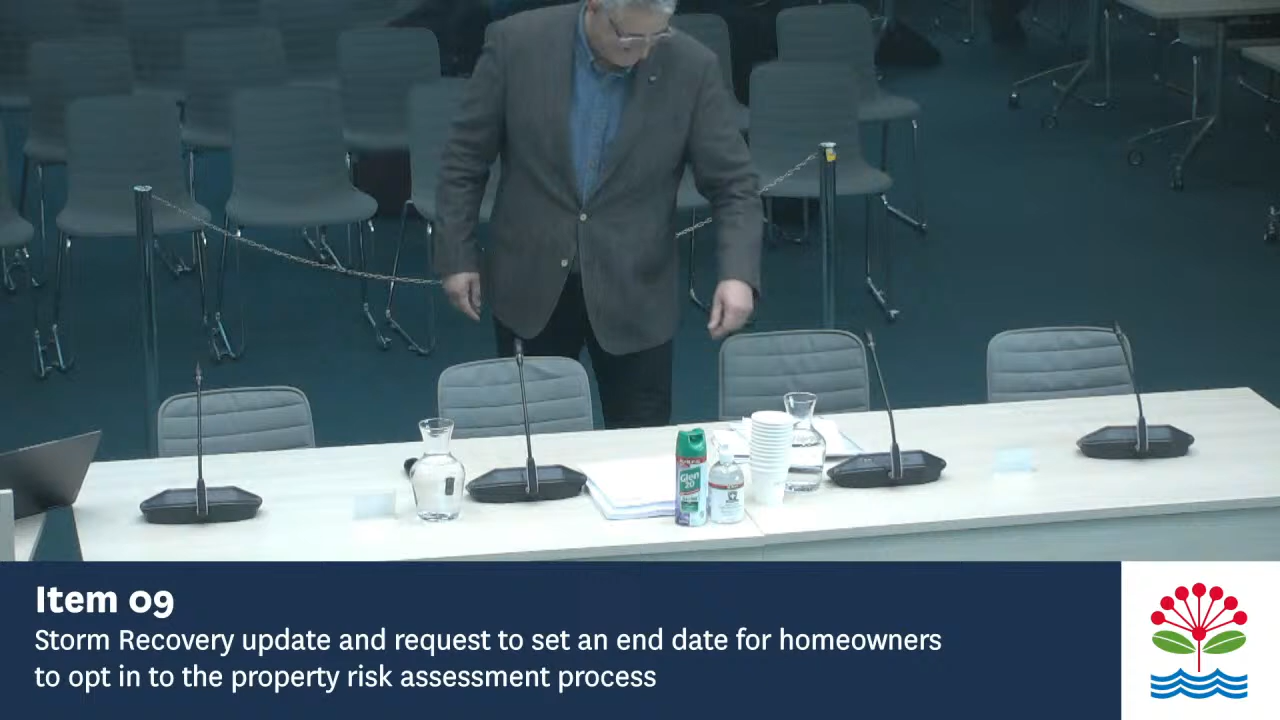 Glen
20
Item 09
Storm Recovery update and request to set an end date for homeowners
to opt in to the property risk assessment process